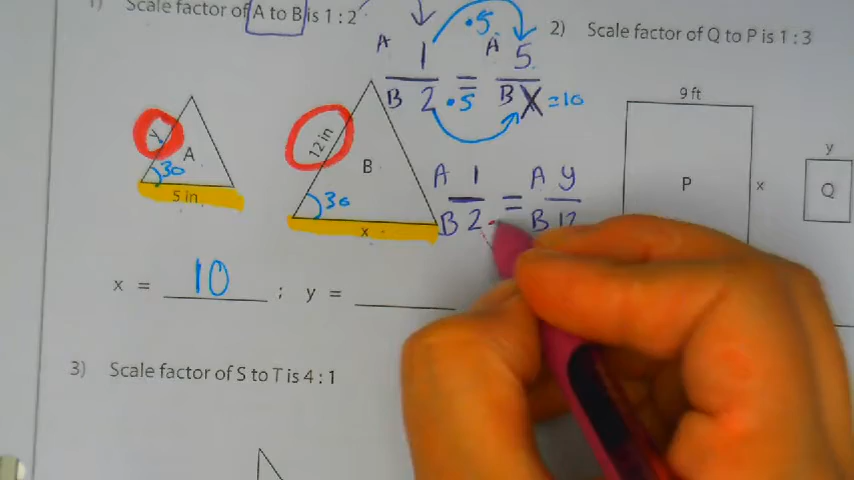 1) Scale factor of A to B is 1 : 2
A 1 = A 5
B 2 B X = 10
• 5
• 5
2) Scale factor of Q to P is 1 : 3
y
A
30
5 in
12 in
B
30
x
A 1 = A y
B 2 B 12
9 ft
P
x
y
Q
x = 10 ; y =
3) Scale factor of S to T is 4 : 1